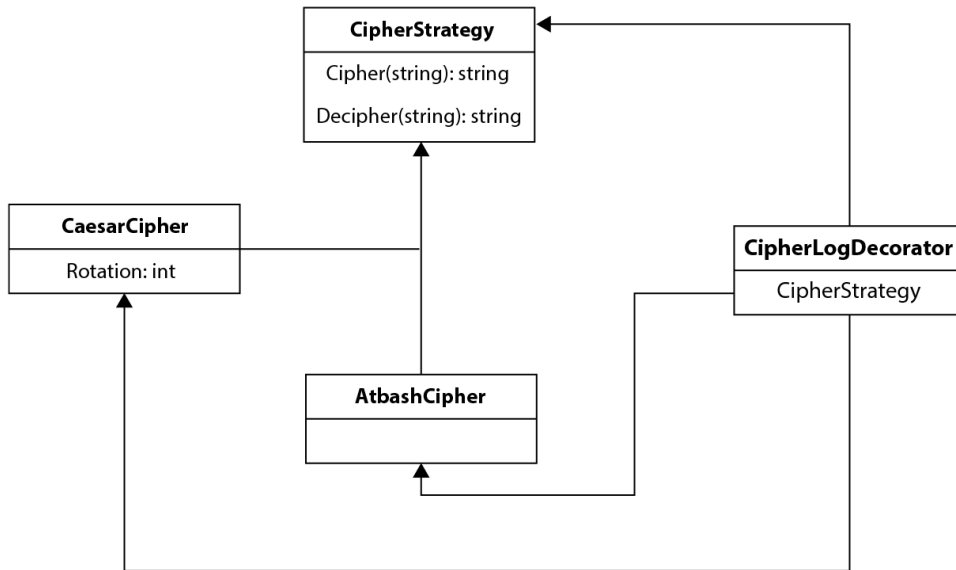 CipherStrategy
Cipher(string): string
Decipher(string): string
CaesarCipher
Rotation: int
CipherLogDecorator
CipherStrategy
AtbashCipher